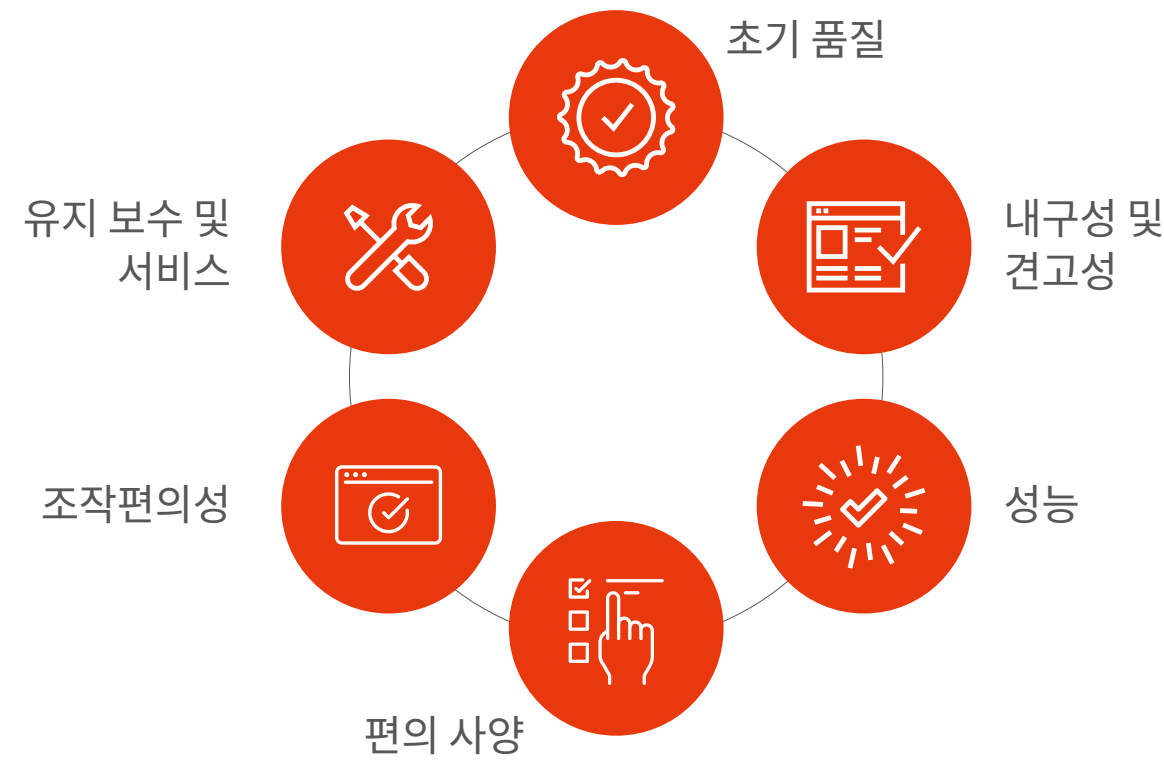 초기 품질
유지 보수 및
서비스
내구성 및
견고성
조작편의성
성능
편의 사양